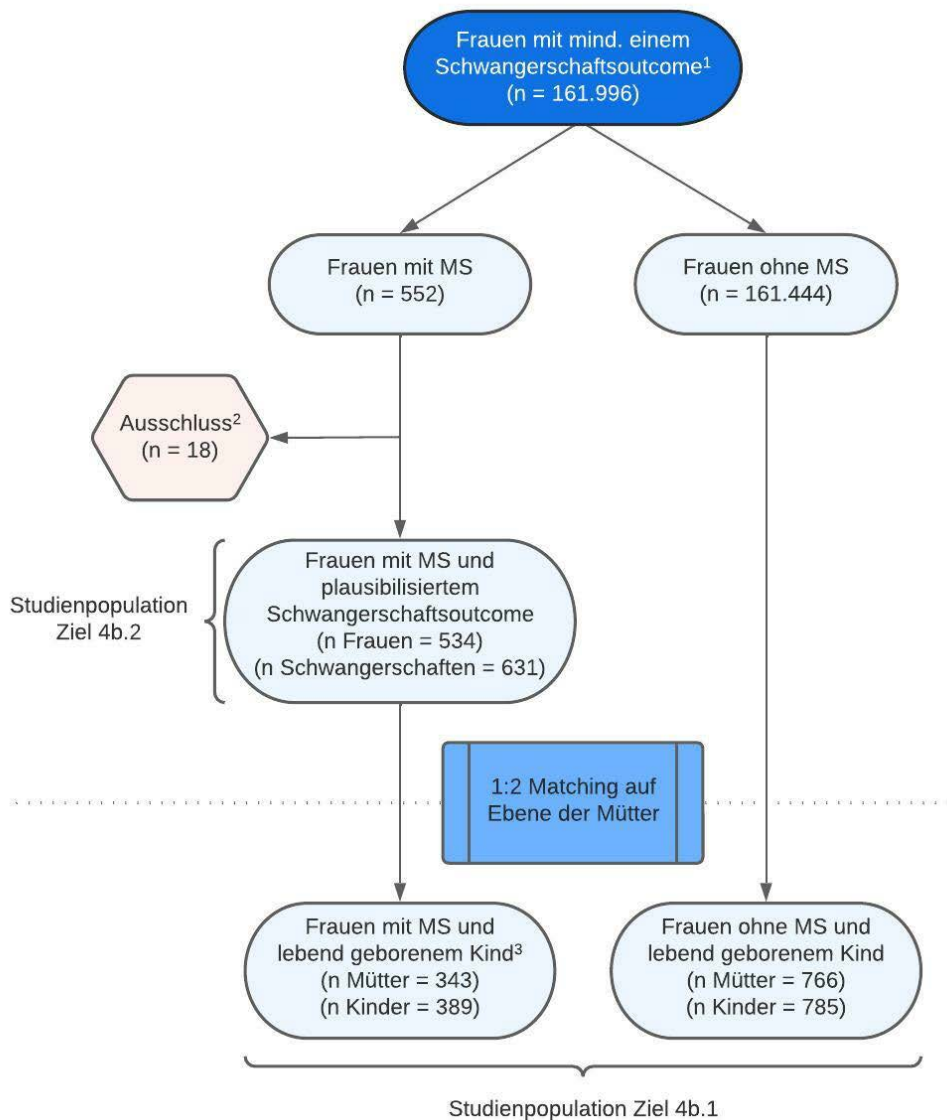 Frauen mit mind. einem
Schwangerschaftsoutcome¹
(n = 161.996)
Frauen mit MS
(n = 552)
Frauen ohne MS
(n = 161.444)
Ausschluss²
(n = 18)
Studienpopulation
Ziel 4b.2
Frauen mit MS und
plausibilisiertem
Schwangerschaftsoutcome
(n Frauen = 534)
(n Schwangerschaften = 631)
1:2 Matching auf
Ebene der Mütter
Frauen mit MS und
lebend geborenem Kind³
(n Mütter = 343)
(n Kinder = 389)
Frauen ohne MS und
lebend geborenem Kind
(n Mütter = 766)
(n Kinder = 785)
Studienpopulation Ziel 4b.1